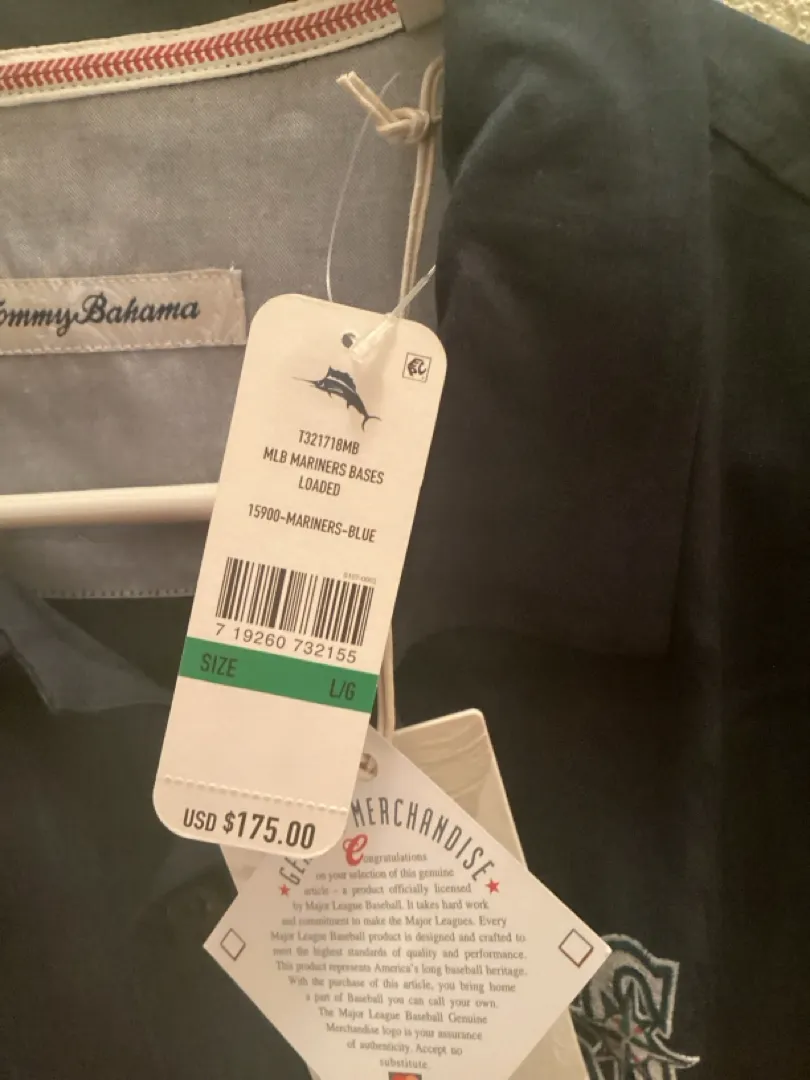 ommy Bahama
T321718MB
MLB MARINERS BASES
LOADED
15900-MARINERS-BLUE
7 19260 732155
SIZE
L/G
USD $175.00
MERCHANDISE
Congratulations
on your selection of this genuine
article - a product officially licensed
by Major League Baseball. It takes hard work
and commitment to make the Major Leagues. Every
Major League Baseball product is designed and crafted to
meet the highest standards of quality and performance.
This product represents America's long baseball heritage.
With the purchase of this article, you bring home
a part of Baseball you can call your own.
The Major League Baseball Genuine
Merchandise logo is your assurance
of authenticity. Accept no
substitute.